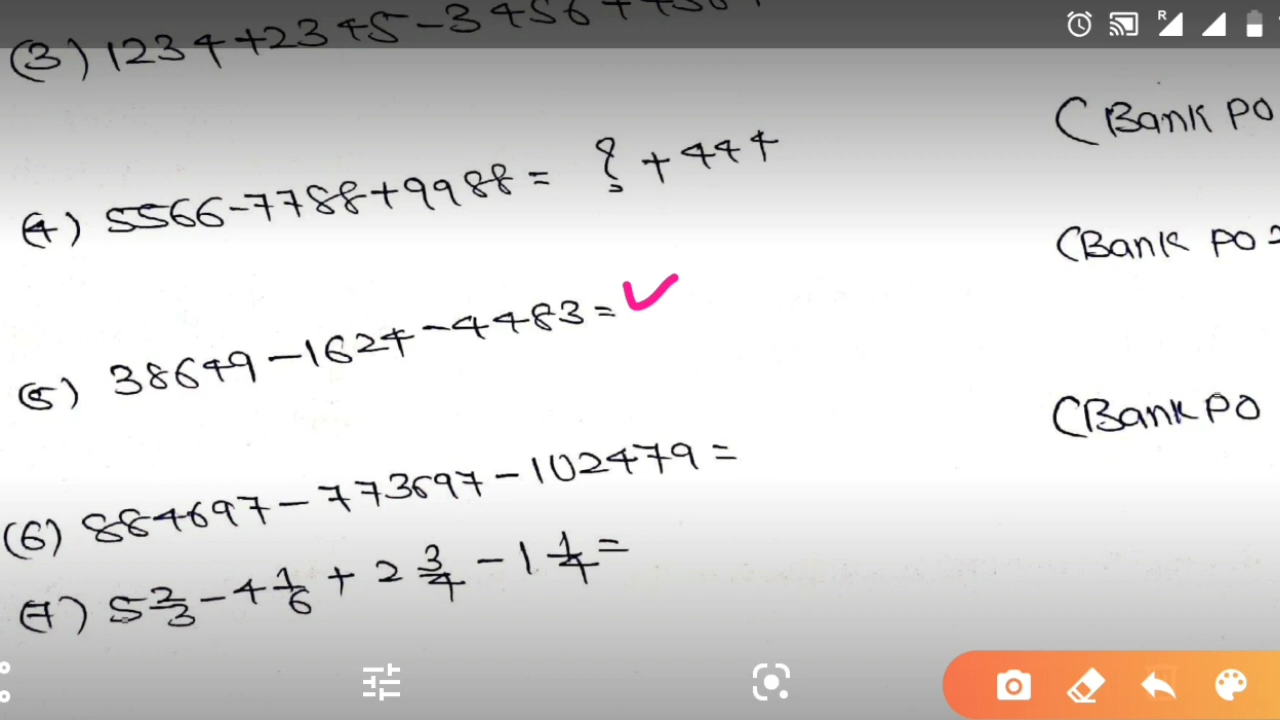 (3) 1234+2345-3456+
(4) 5566-7788+9988= ?+444
(Bank PO
(5) 38649-1624-4483=
(Bank PO
(6) 884697-773697-102479=
(Bank PO
(7) 5 2/3 - 4 1/6 + 2 3/4 - 1 1/4 =
R